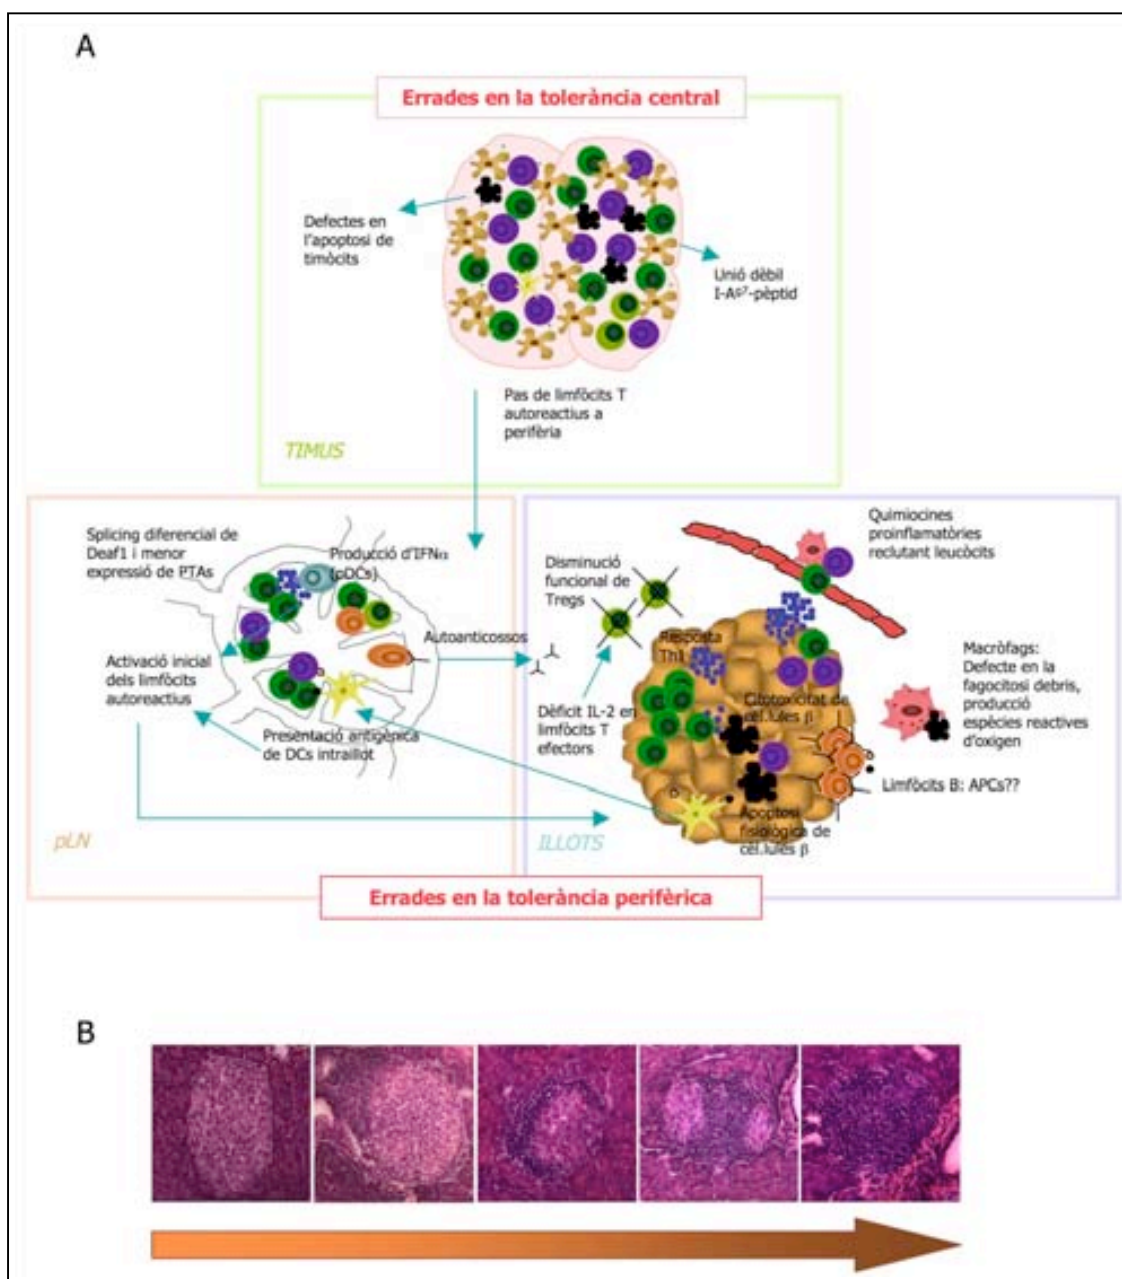 A
Errades en la tolerància central
Defectes en
l'apoptosi de
timòcits
Unió dèbil
I-Ag7-pèptid
Pas de limfòcits T
autoreactius a
perifèria
TIMUS
Splicing diferencial de
Deaf1 i menor
expressió de PTAs
Producció d'IFNα
(pDCs)
Autoanticossos
Activació inicial
dels limfòcits
autoreactius
Presentació antigènica
de DCs intraillot
pLN
Quimiocines
proinflamatòries
reclutant leucòcits
Disminució
funcional de
Tregs
Resposta
Th1
Macròfags:
Defecte en la
fagocitosi debris,
producció
espècies reactives
d'oxigen
Citotoxicitat de
cèl.lules β
Dèficit IL-2 en
limfòcits T
efectors
Limfòcits B: APCs??
Apoptosi
fisiològica de
cèl.lules β
ILLOTS
Errades en la tolerància perifèrica
B